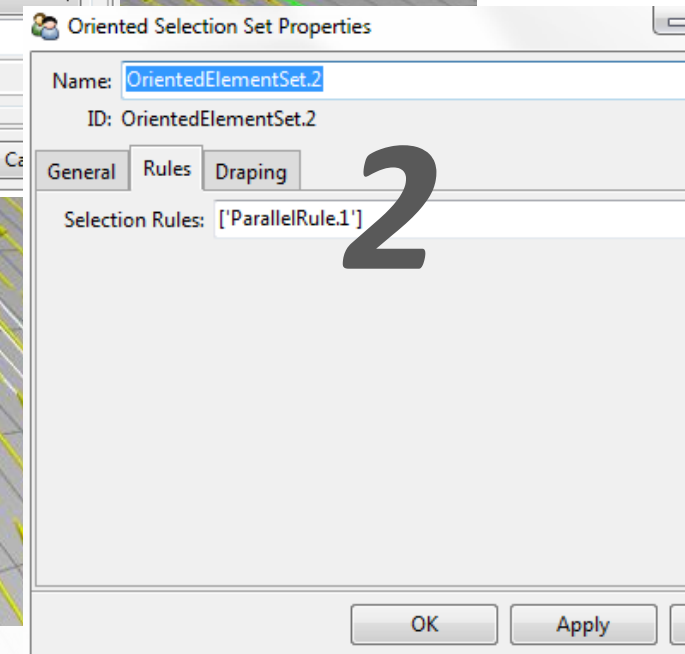 Oriented Selection Set Properties
Name: OrientedElementSet.2
ID: OrientedElementSet.2
General Rules Draping
Selection Rules: ['ParallelRule.1']
2
OK Apply
Ca